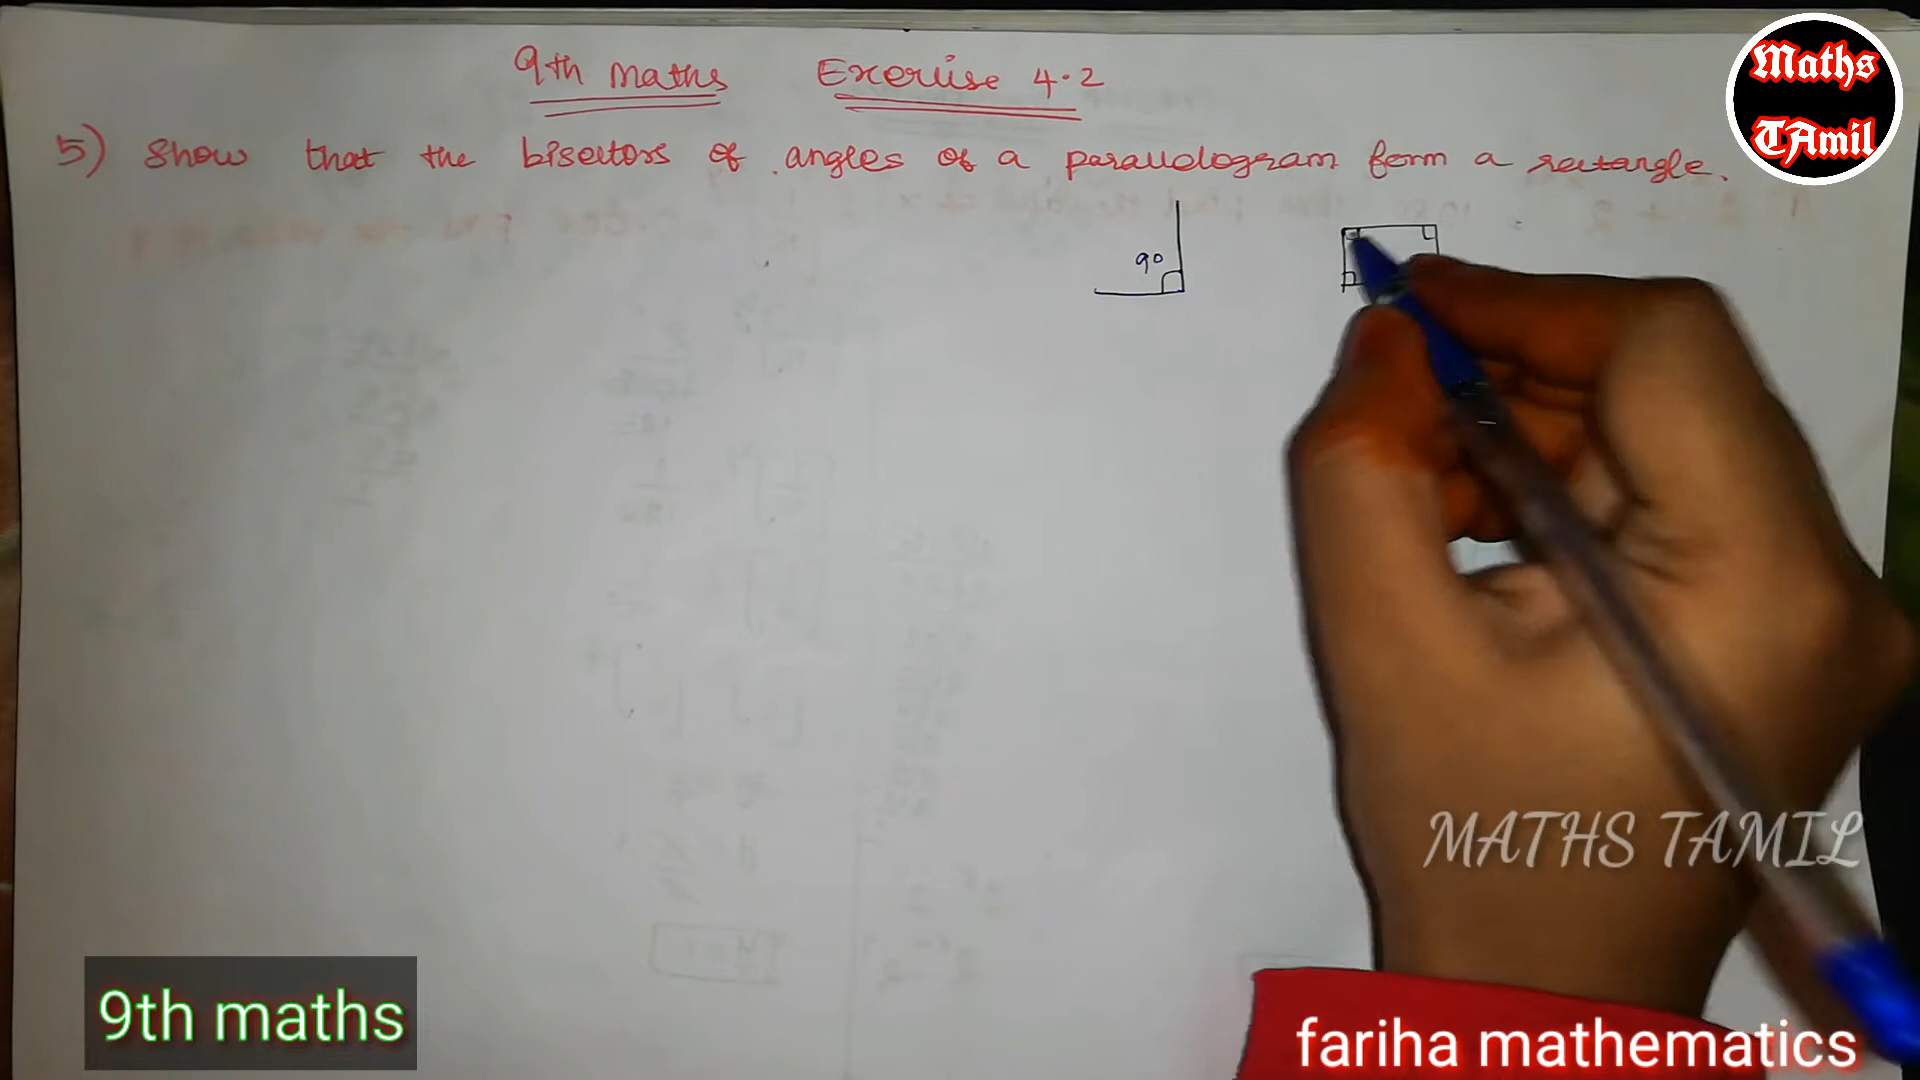 9th maths Exercise 4.2
Maths
TAmil
5) Show that the bisectors of angles of a parallelogram form a rectangle.
90
MATHS TAMIL
9th maths
fariha mathematics